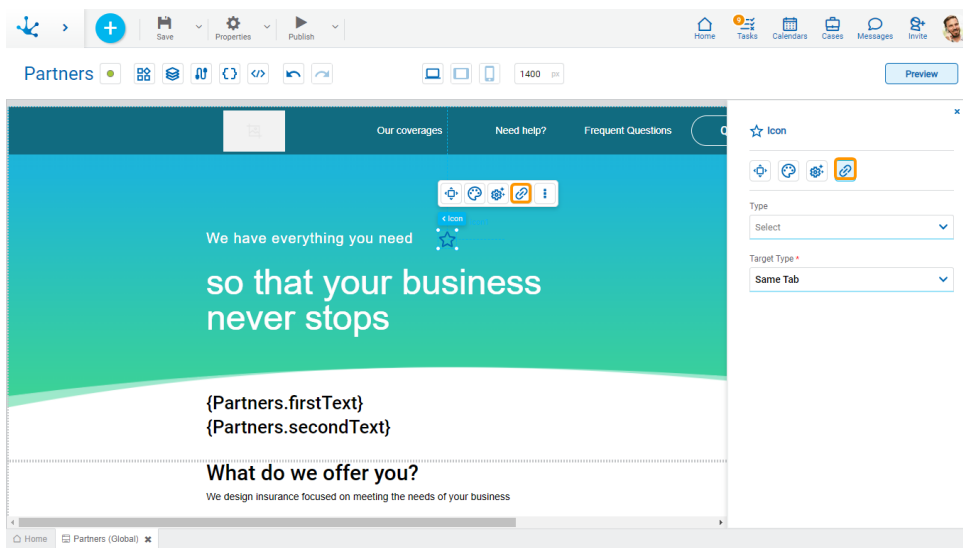 Save
Properties
Publish
Home
9
Tasks
Calendars
Cases
Messages
Invite
Partners
1400 px
Preview
Our coverages
Need help?
Frequent Questions
Icon
Type
Select
Target Type *
Same Tab
< Icon
We have everything you need
so that your business
never stops
{Partners.firstText}
{Partners.secondText}
What do we offer you?
We design insurance focused on meeting the needs of your business
Home
Partners (Global)